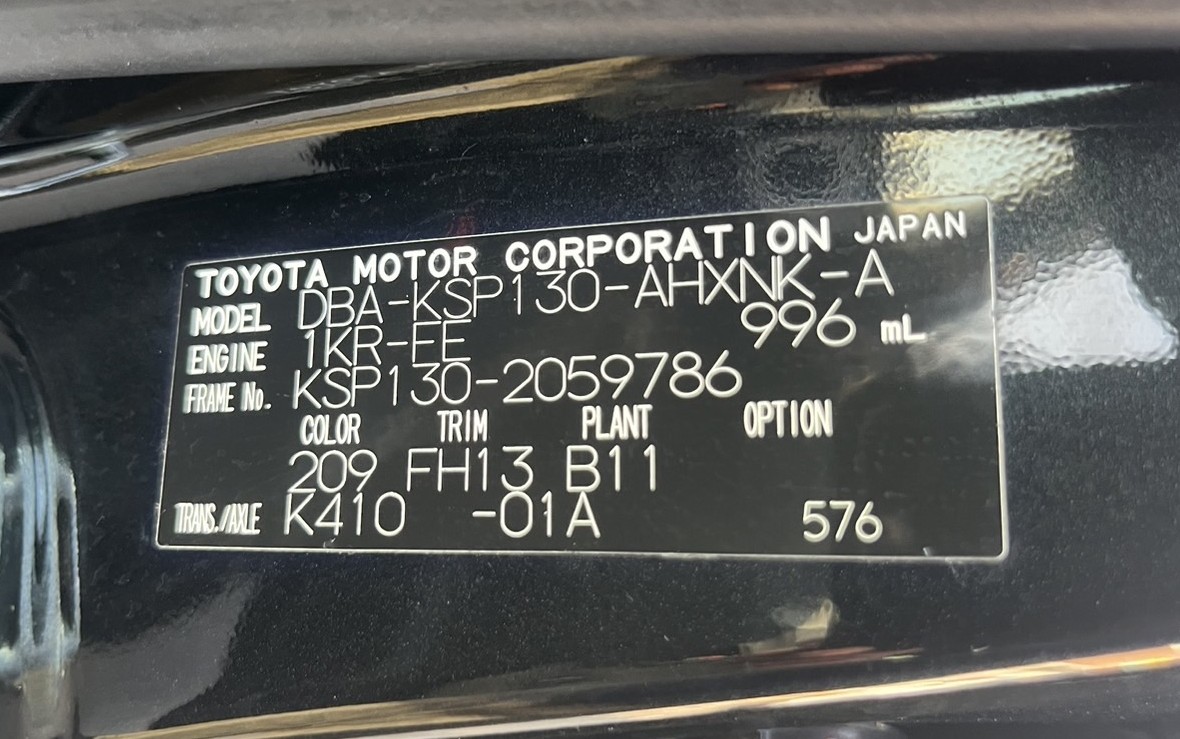 TOYOTA MOTOR CORPORATION JAPAN
MODEL DBA-KSP130-AHXNK-A
ENGINE 1KR-FE 996 mL
FRAME No. KSP130-2059786
COLOR TRIM PLANT OPTION
209 FH13 B11
TRANS./AXLE K410 -01A 576